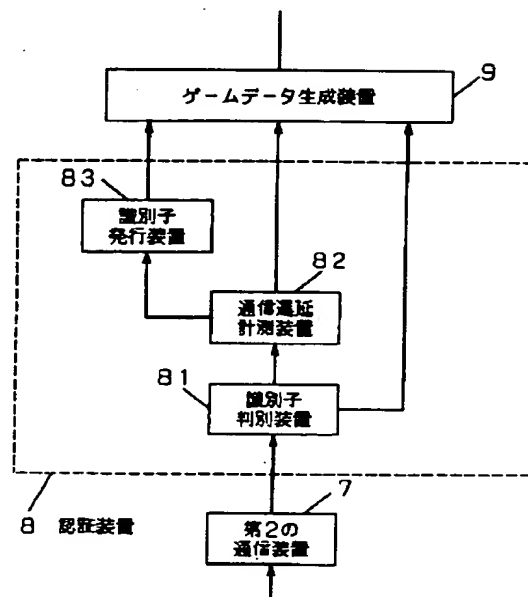 ゲームデータ生成装置
9
83
識別子
発行装置
82
通信遅延
計測装置
81
識別子
判別装置
8 認証装置
7
第2の
通信装置